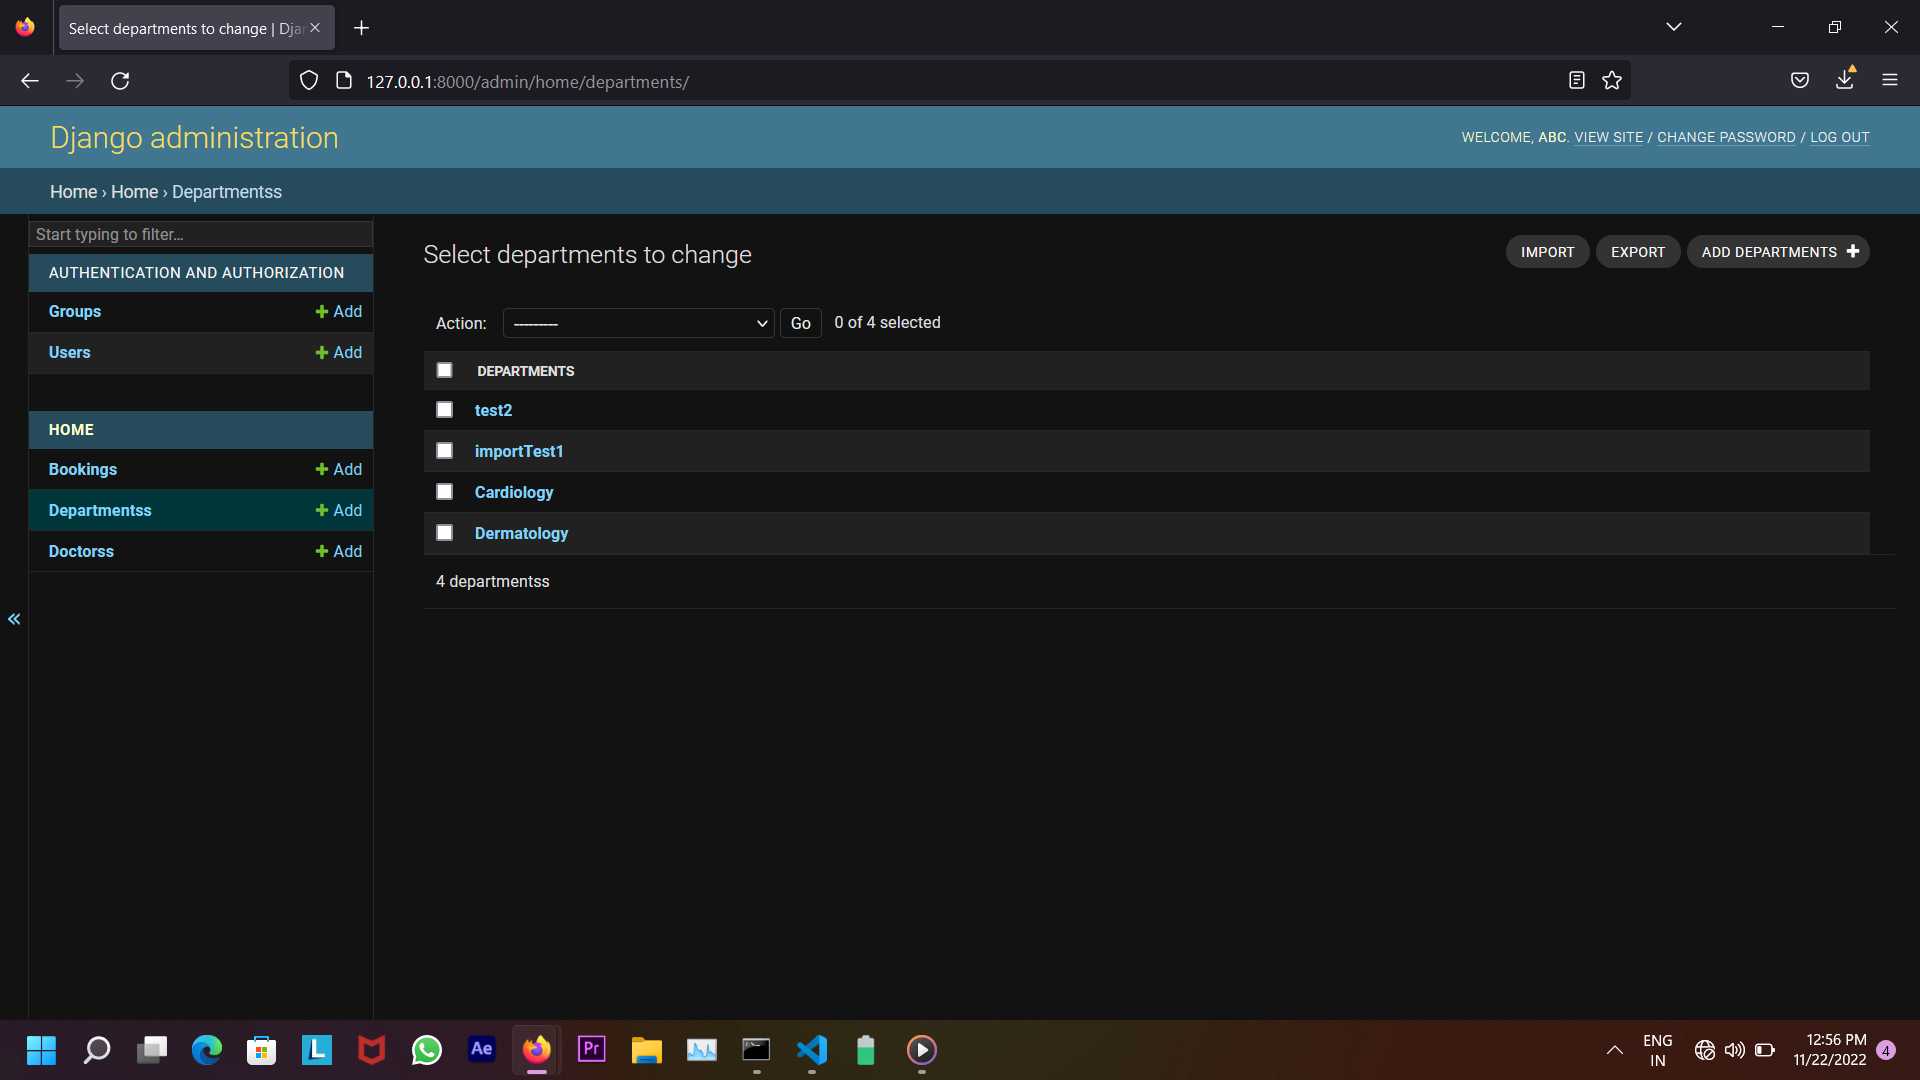 Select departments to change | Dja
127.0.0.1:8000/admin/home/departments/
Django administration
WELCOME, ABC. VIEW SITE / CHANGE PASSWORD / LOG OUT
Home › Home › Departmentss
Start typing to filter...
AUTHENTICATION AND AUTHORIZATION
Groups
Add
Users
Add
HOME
Bookings
Add
Departmentss
Add
Doctorss
Add
«
Select departments to change
IMPORT
EXPORT
ADD DEPARTMENTS
Action:
---------
Go
0 of 4 selected
DEPARTMENTS
test2
importTest1
Cardiology
Dermatology
4 departmentss
L
Ae
Pr
ENG
IN
12:56 PM
11/22/2022
4